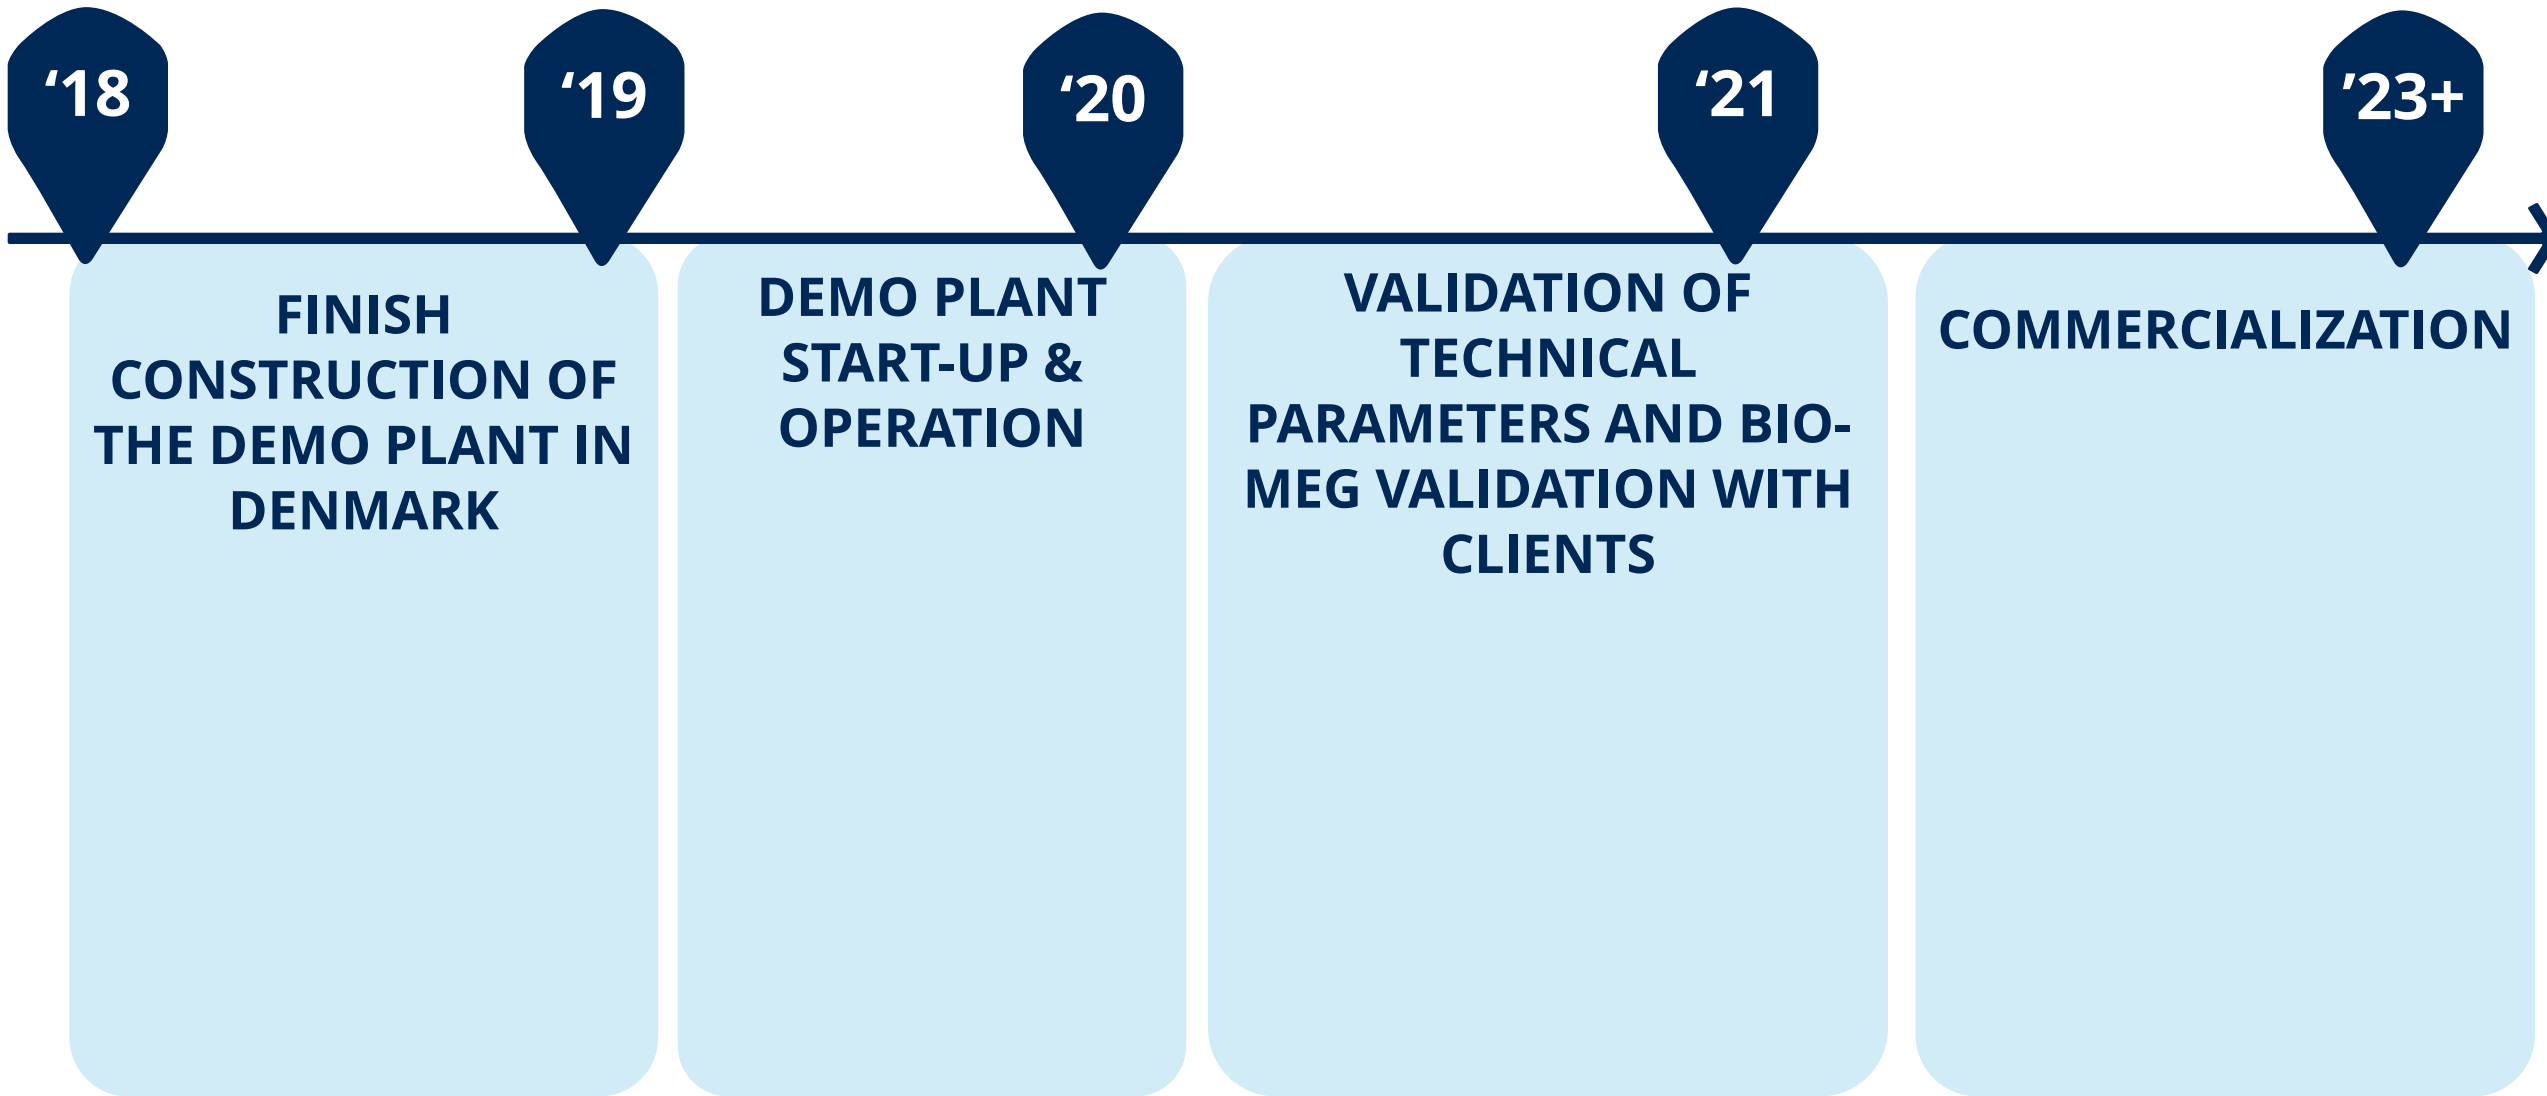 ‘18
‘19
‘20
‘21
’23+
FINISH
CONSTRUCTION OF
THE DEMO PLANT IN
DENMARK
DEMO PLANT
START-UP &
OPERATION
VALIDATION OF
TECHNICAL
PARAMETERS AND BIO-
MEG VALIDATION WITH
CLIENTS
COMMERCIALIZATION